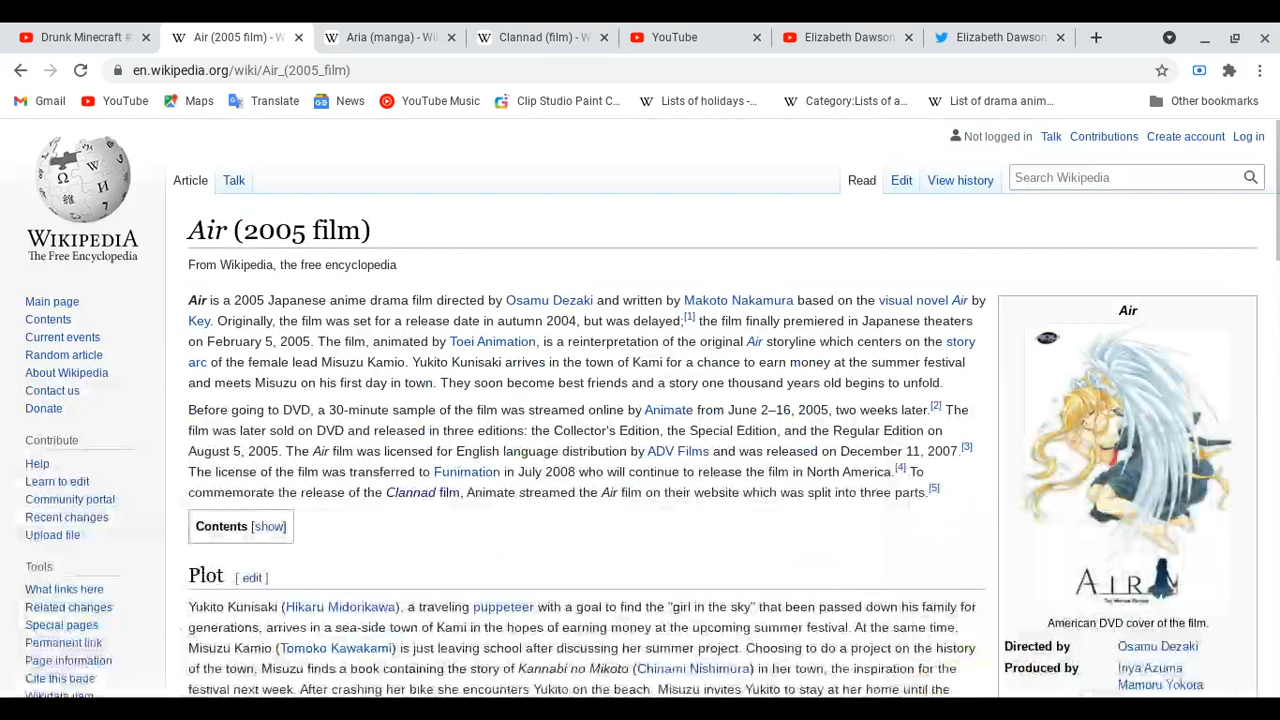 Drunk Minecraft #
Air (2005 film) - W
Aria (manga) - Wi
Clannad (film) - W
YouTube
Elizabeth Dawson
Elizabeth Dawson
en.wikipedia.org/wiki/Air_(2005_film)
Gmail
YouTube
Maps
Translate
News
YouTube Music
Clip Studio Paint C...
Lists of holidays -...
Category:Lists of a...
List of drama anim...
Other bookmarks
Not logged in
Talk
Contributions
Create account
Log in
Article
Talk
Read
Edit
View history
Search Wikipedia
WIKIPEDIA
The Free Encyclopedia
Main page
Contents
Current events
Random article
About Wikipedia
Contact us
Donate
Contribute
Help
Learn to edit
Community portal
Recent changes
Upload file
Tools
What links here
Related changes
Special pages
Permanent link
Page information
Cite this page
Wikidata item
Air (2005 film)
From Wikipedia, the free encyclopedia
Air is a 2005 Japanese anime drama film directed by Osamu Dezaki and written by Makoto Nakamura based on the visual novel Air by
Key. Originally, the film was set for a release date in autumn 2004, but was delayed;[1] the film finally premiered in Japanese theaters
on February 5, 2005. The film, animated by Toei Animation, is a reinterpretation of the original Air storyline which centers on the story
arc of the female lead Misuzu Kamio. Yukito Kunisaki arrives in the town of Kami for a chance to earn money at the summer festival
and meets Misuzu on his first day in town. They soon become best friends and a story one thousand years old begins to unfold.
Before going to DVD, a 30-minute sample of the film was streamed online by Animate from June 2–16, 2005, two weeks later.[2] The
film was later sold on DVD and released in three editions: the Collector's Edition, the Special Edition, and the Regular Edition on
August 5, 2005. The Air film was licensed for English language distribution by ADV Films and was released on December 11, 2007.[3]
The license of the film was transferred to Funimation in July 2008 who will continue to release the film in North America.[4] To
commemorate the release of the Clannad film, Animate streamed the Air film on their website which was split into three parts.[5]
Contents [show]
Plot [ edit ]
Yukito Kunisaki (Hikaru Midorikawa), a traveling puppeteer with a goal to find the "girl in the sky" that been passed down his family for
generations, arrives in a sea-side town of Kami in the hopes of earning money at the upcoming summer festival. At the same time,
Misuzu Kamio (Tomoko Kawakami) is just leaving school after discussing her summer project. Choosing to do a project on the history
of the town, Misuzu finds a book containing the story of Kannabi no Mikoto (Chinami Nishimura) in her town, the inspiration for the
festival next week. After crashing her bike she encounters Yukito on the beach. Misuzu invites Yukito to stay at her home until the
Air
AIR
American DVD cover of the film.
Directed by Osamu Dezaki
Produced by Iriya Azuma
Mamoru Yokora